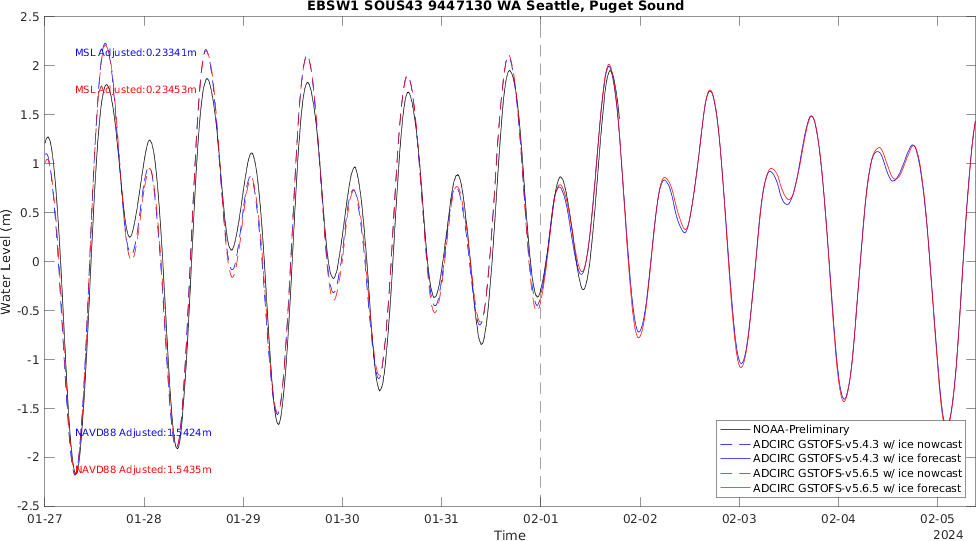 EBSW1 SOUS43 9447130 WA Seattle, Puget Sound
2.5
2
1.5
1
0.5
0
-0.5
-1
-1.5
-2
-2.5
Water Level (m)
MSL Adjusted:0.23341m
MSL Adjusted:0.23453m
NAVD88 Adjusted:1.5424m
NAVD88 Adjusted:1.5435m
NOAA-Preliminary
ADCIRC GSTOFS-v5.4.3 w/ ice nowcast
ADCIRC GSTOFS-v5.4.3 w/ ice forecast
ADCIRC GSTOFS-v5.6.5 w/ ice nowcast
ADCIRC GSTOFS-v5.6.5 w/ ice forecast
01-27 01-28 01-29 01-30 01-31 02-01 02-02 02-03 02-04 02-05
Time
2024